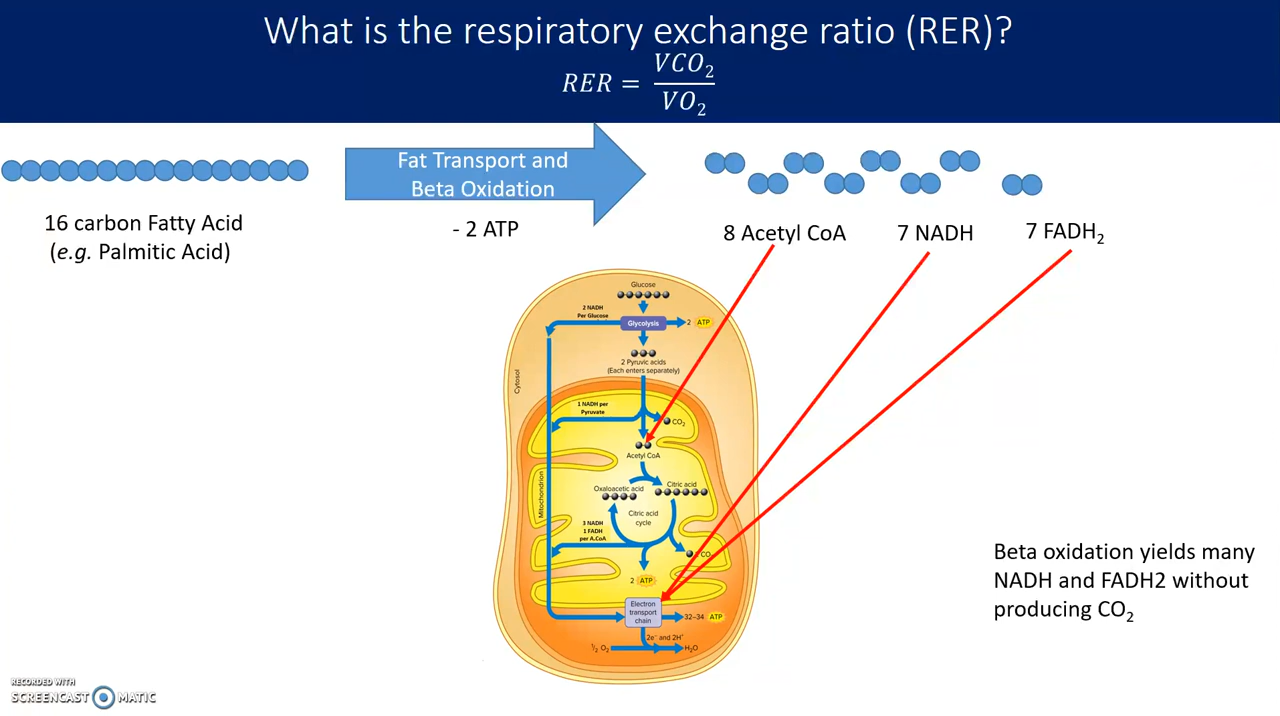 What is the respiratory exchange ratio (RER)?
RER = VCO₂ / VO₂
Fat Transport and
Beta Oxidation
16 carbon Fatty Acid
(e.g. Palmitic Acid)
- 2 ATP
8 Acetyl CoA
7 NADH
7 FADH₂
Glucose
2 NADH
Per Glucose
Glycolysis
2 ATP
2 Pyruvic acids
(Each enters separately)
Cytosol
1 NADH per
Pyruvate
CO₂
Acetyl CoA
Mitochondrion
Oxaloacetic acid
Citric acid
Citric acid
cycle
3 NADH
1 FADH
per A.CoA
2 ATP
Electron
transport
chain
32–34 ATP
2e⁻ and 2H⁺
½ O₂
H₂O
Beta oxidation yields many
NADH and FADH2 without
producing CO₂
RECORDED WITH
SCREENCAST MATIC